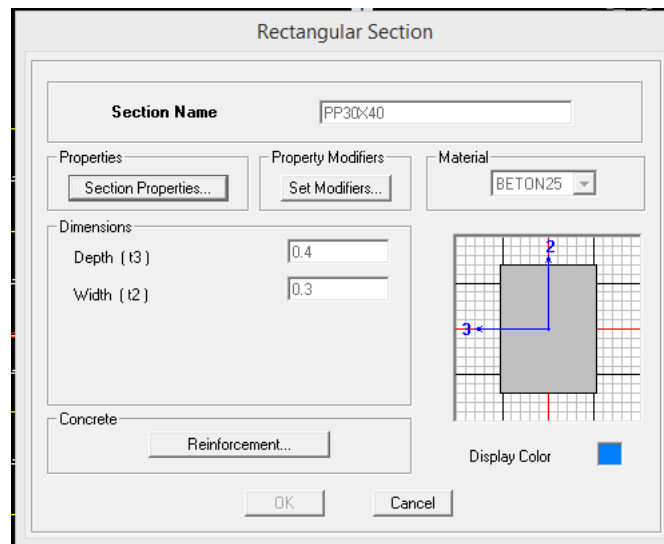 Rectangular Section
Section Name PP30X40
Properties
Section Properties...
Property Modifiers
Set Modifiers...
Material
BETON25
Dimensions
Depth ( t3 ) 0.4
Width ( t2 ) 0.3
2
3
Concrete
Reinforcement...
Display Color
OK Cancel